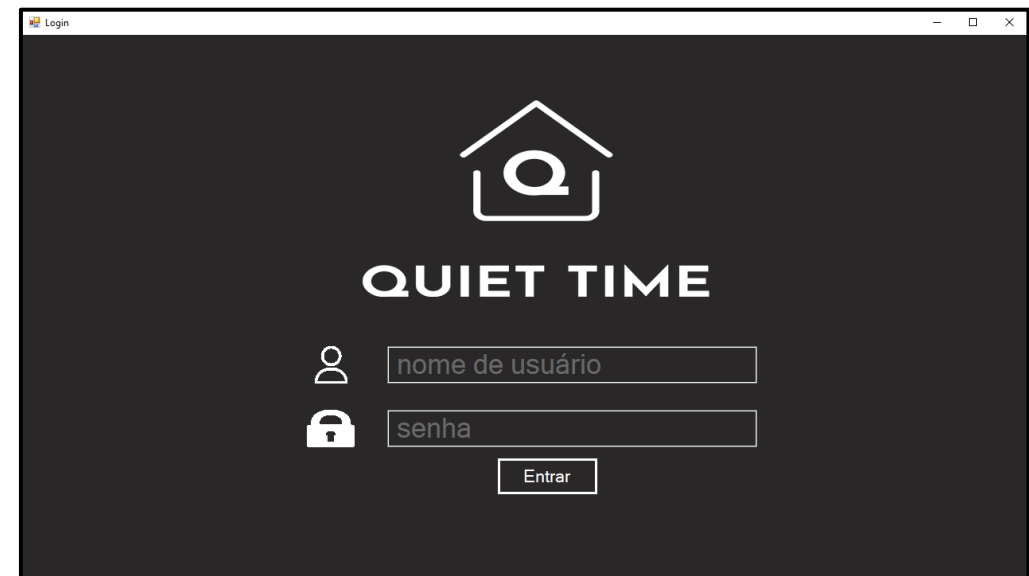 Login
Q
QUIET TIME
nome de usuário
senha
Entrar